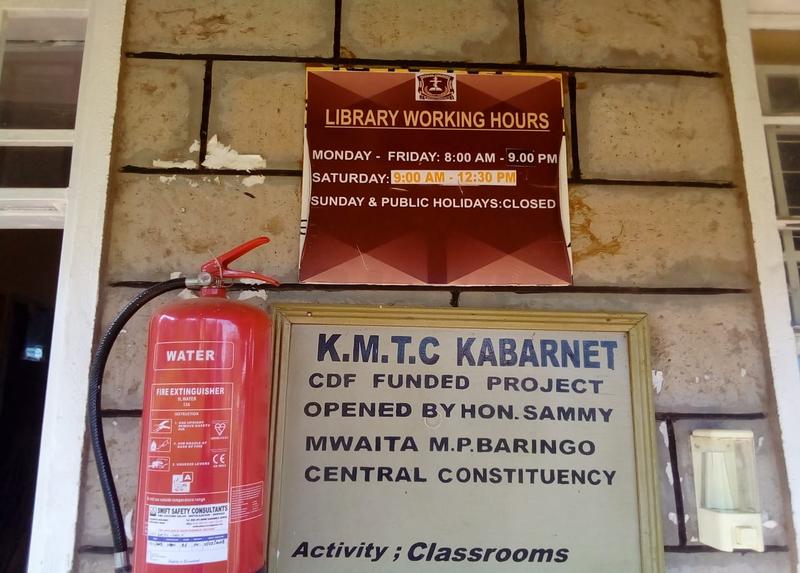 LIBRARY WORKING HOURS
MONDAY - FRIDAY: 8:00 AM - 9.00 PM
SATURDAY: 9:00 AM - 12:30 PM
SUNDAY & PUBLIC HOLIDAYS:CLOSED
K.M.T.C KABARNET
CDF FUNDED PROJECT
OPENED BY HON. SAMMY
MWAITA M.P. BARINGO
CENTRAL CONSTITUENCY
Activity ; Classrooms
WATER
FIRE EXTINGUISHER
INSTRUCTION
SWIFT SAFETY CONSULTANTS